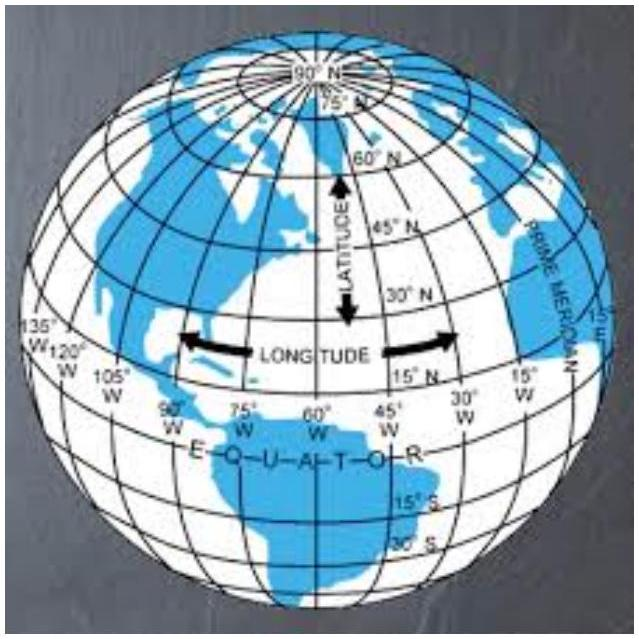 90° N
75° N
60° N
45° N
LATITUDE
30° N
PRIME MERIDIAN
15° E
LONGITUDE
15° N
135° W
120° W
105° W
90° W
75° W
60° W
45° W
30° W
15° W
EQUATOR
15° S
30° S